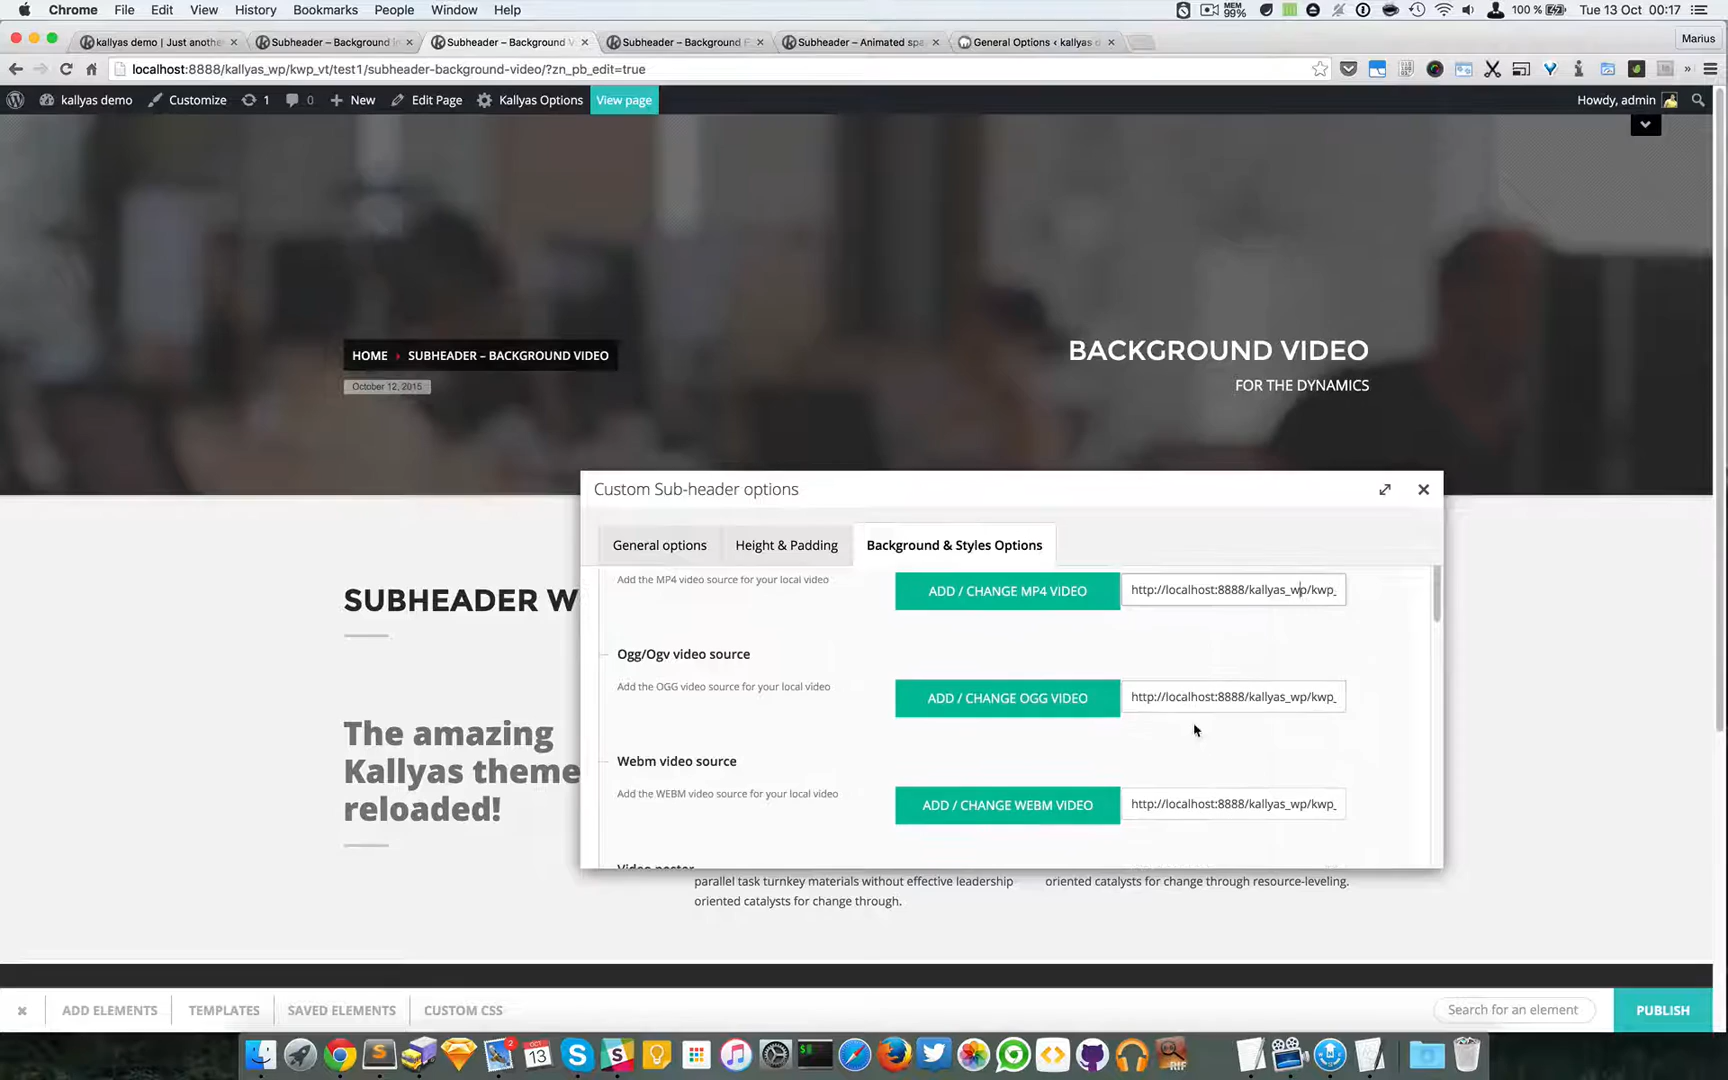 Chrome File Edit View History Bookmarks People Window Help MEM 99% 100 % Tue 13 Oct 00:17
kallyas demo | Just anothe Subheader – Background i Subheader – Background V Subheader – Background Subheader – Animated spa General Options ‹ kallyas d Marius
localhost:8888/kallyas_wp/kwp_vt/test1/subheader-background-video/?zn_pb_edit=true
kallyas demo Customize 1 0 New Edit Page Kallyas Options View page Howdy, admin
BACKGROUND VIDEO
HOME SUBHEADER – BACKGROUND VIDEO
October 12, 2015
FOR THE DYNAMICS
Custom Sub-header options
General options Height & Padding Background & Styles Options
Add the MP4 video source for your local video
ADD / CHANGE MP4 VIDEO http://localhost:8888/kallyas_wp/kwp_
SUBHEADER W
Ogg/Ogv video source
Add the OGG video source for your local video
ADD / CHANGE OGG VIDEO http://localhost:8888/kallyas_wp/kwp_
The amazing
Kallyas theme
reloaded!
Webm video source
Add the WEBM video source for your local video
ADD / CHANGE WEBM VIDEO http://localhost:8888/kallyas_wp/kwp_
Video poster
parallel task turnkey materials without effective leadership
oriented catalysts for change through.
oriented catalysts for change through resource-leveling.
ADD ELEMENTS TEMPLATES SAVED ELEMENTS CUSTOM CSS Search for an element PUBLISH
2 OCT 13 RIF